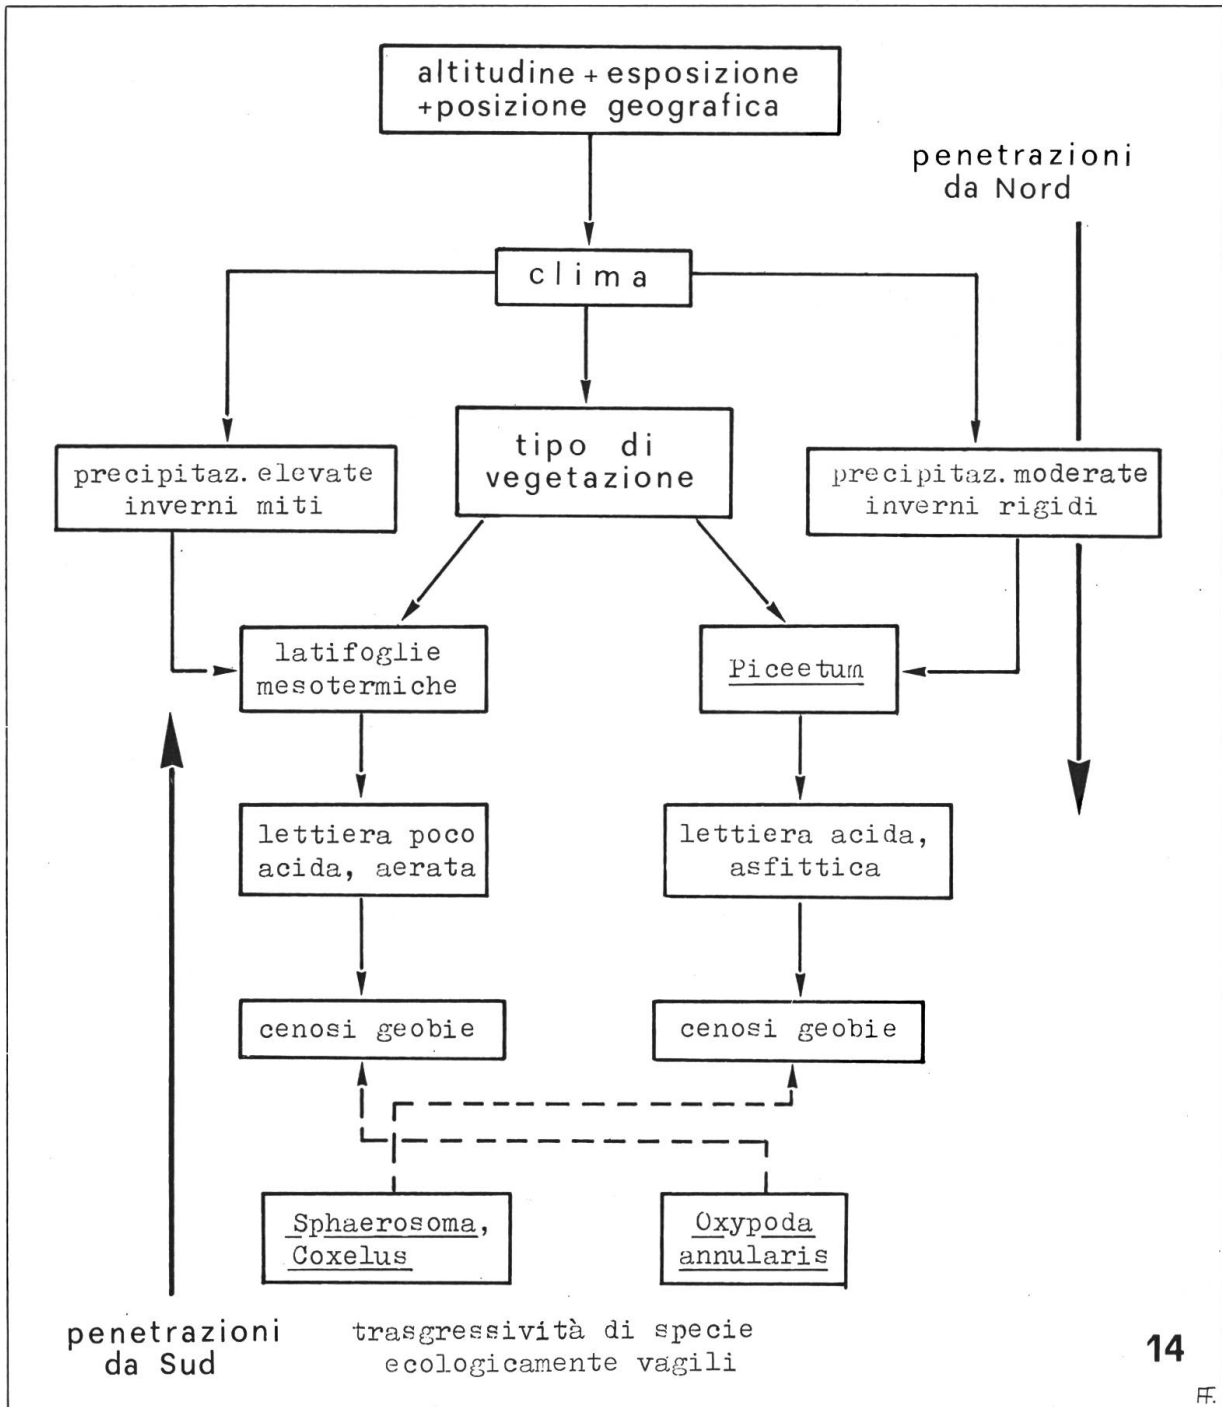 altitudine + esposizione
+posizione geografica
penetrazioni
da Nord
clima
precipitaz. elevate
inverni miti
tipo di
vegetazione
precipitaz. moderate
inverni rigidi
latifoglie
mesotermiche
Piceetum
lettiera poco
acida, aerata
lettiera acida,
asfittica
cenosi geobie
cenosi geobie
Sphaerosoma,
Coxelus
Oxypoda
annularis
penetrazioni
da Sud
trasgressività di specie
ecologicamente vagili
14
FF.